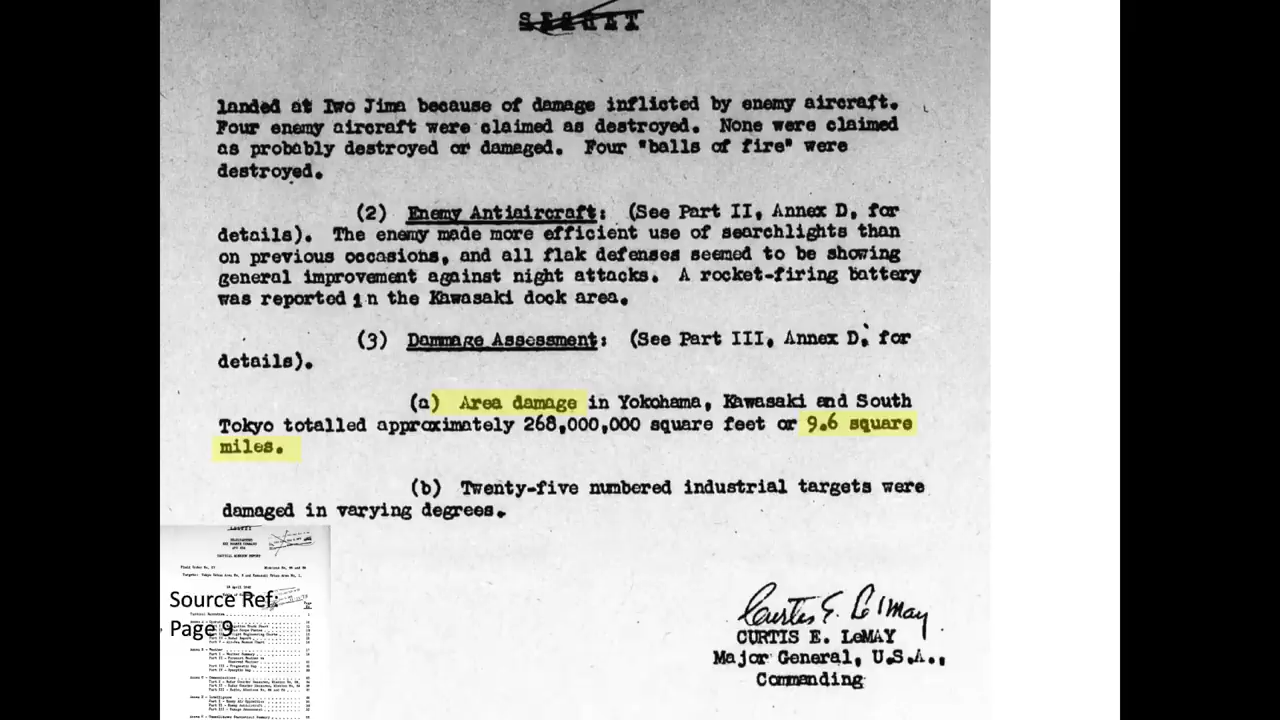 SECRET
landed at Iwo Jima because of damage inflicted by enemy aircraft.
Four enemy aircraft were claimed as destroyed. None were claimed
as probably destroyed or damaged. Four "balls of fire" were
destroyed.
(2) Enemy Antiaircraft: (See Part II, Annex D, for
details). The enemy made more efficient use of searchlights than
on previous occasions, and all flak defenses seemed to be showing
general improvement against night attacks. A rocket-firing battery
was reported in the Kawasaki dock area.
(3) Dammage Assessment: (See Part III, Annex D, for
details).
(a) Area damage in Yokohama, Kawasaki and South
Tokyo totalled approximately 268,000,000 square feet or 9.6 square
miles.
(b) Twenty-five numbered industrial targets were
damaged in varying degrees.
Source Ref:
Page 9
Curtis E. LeMay
CURTIS E. LeMAY
Major General, U.S.A.,
Commanding